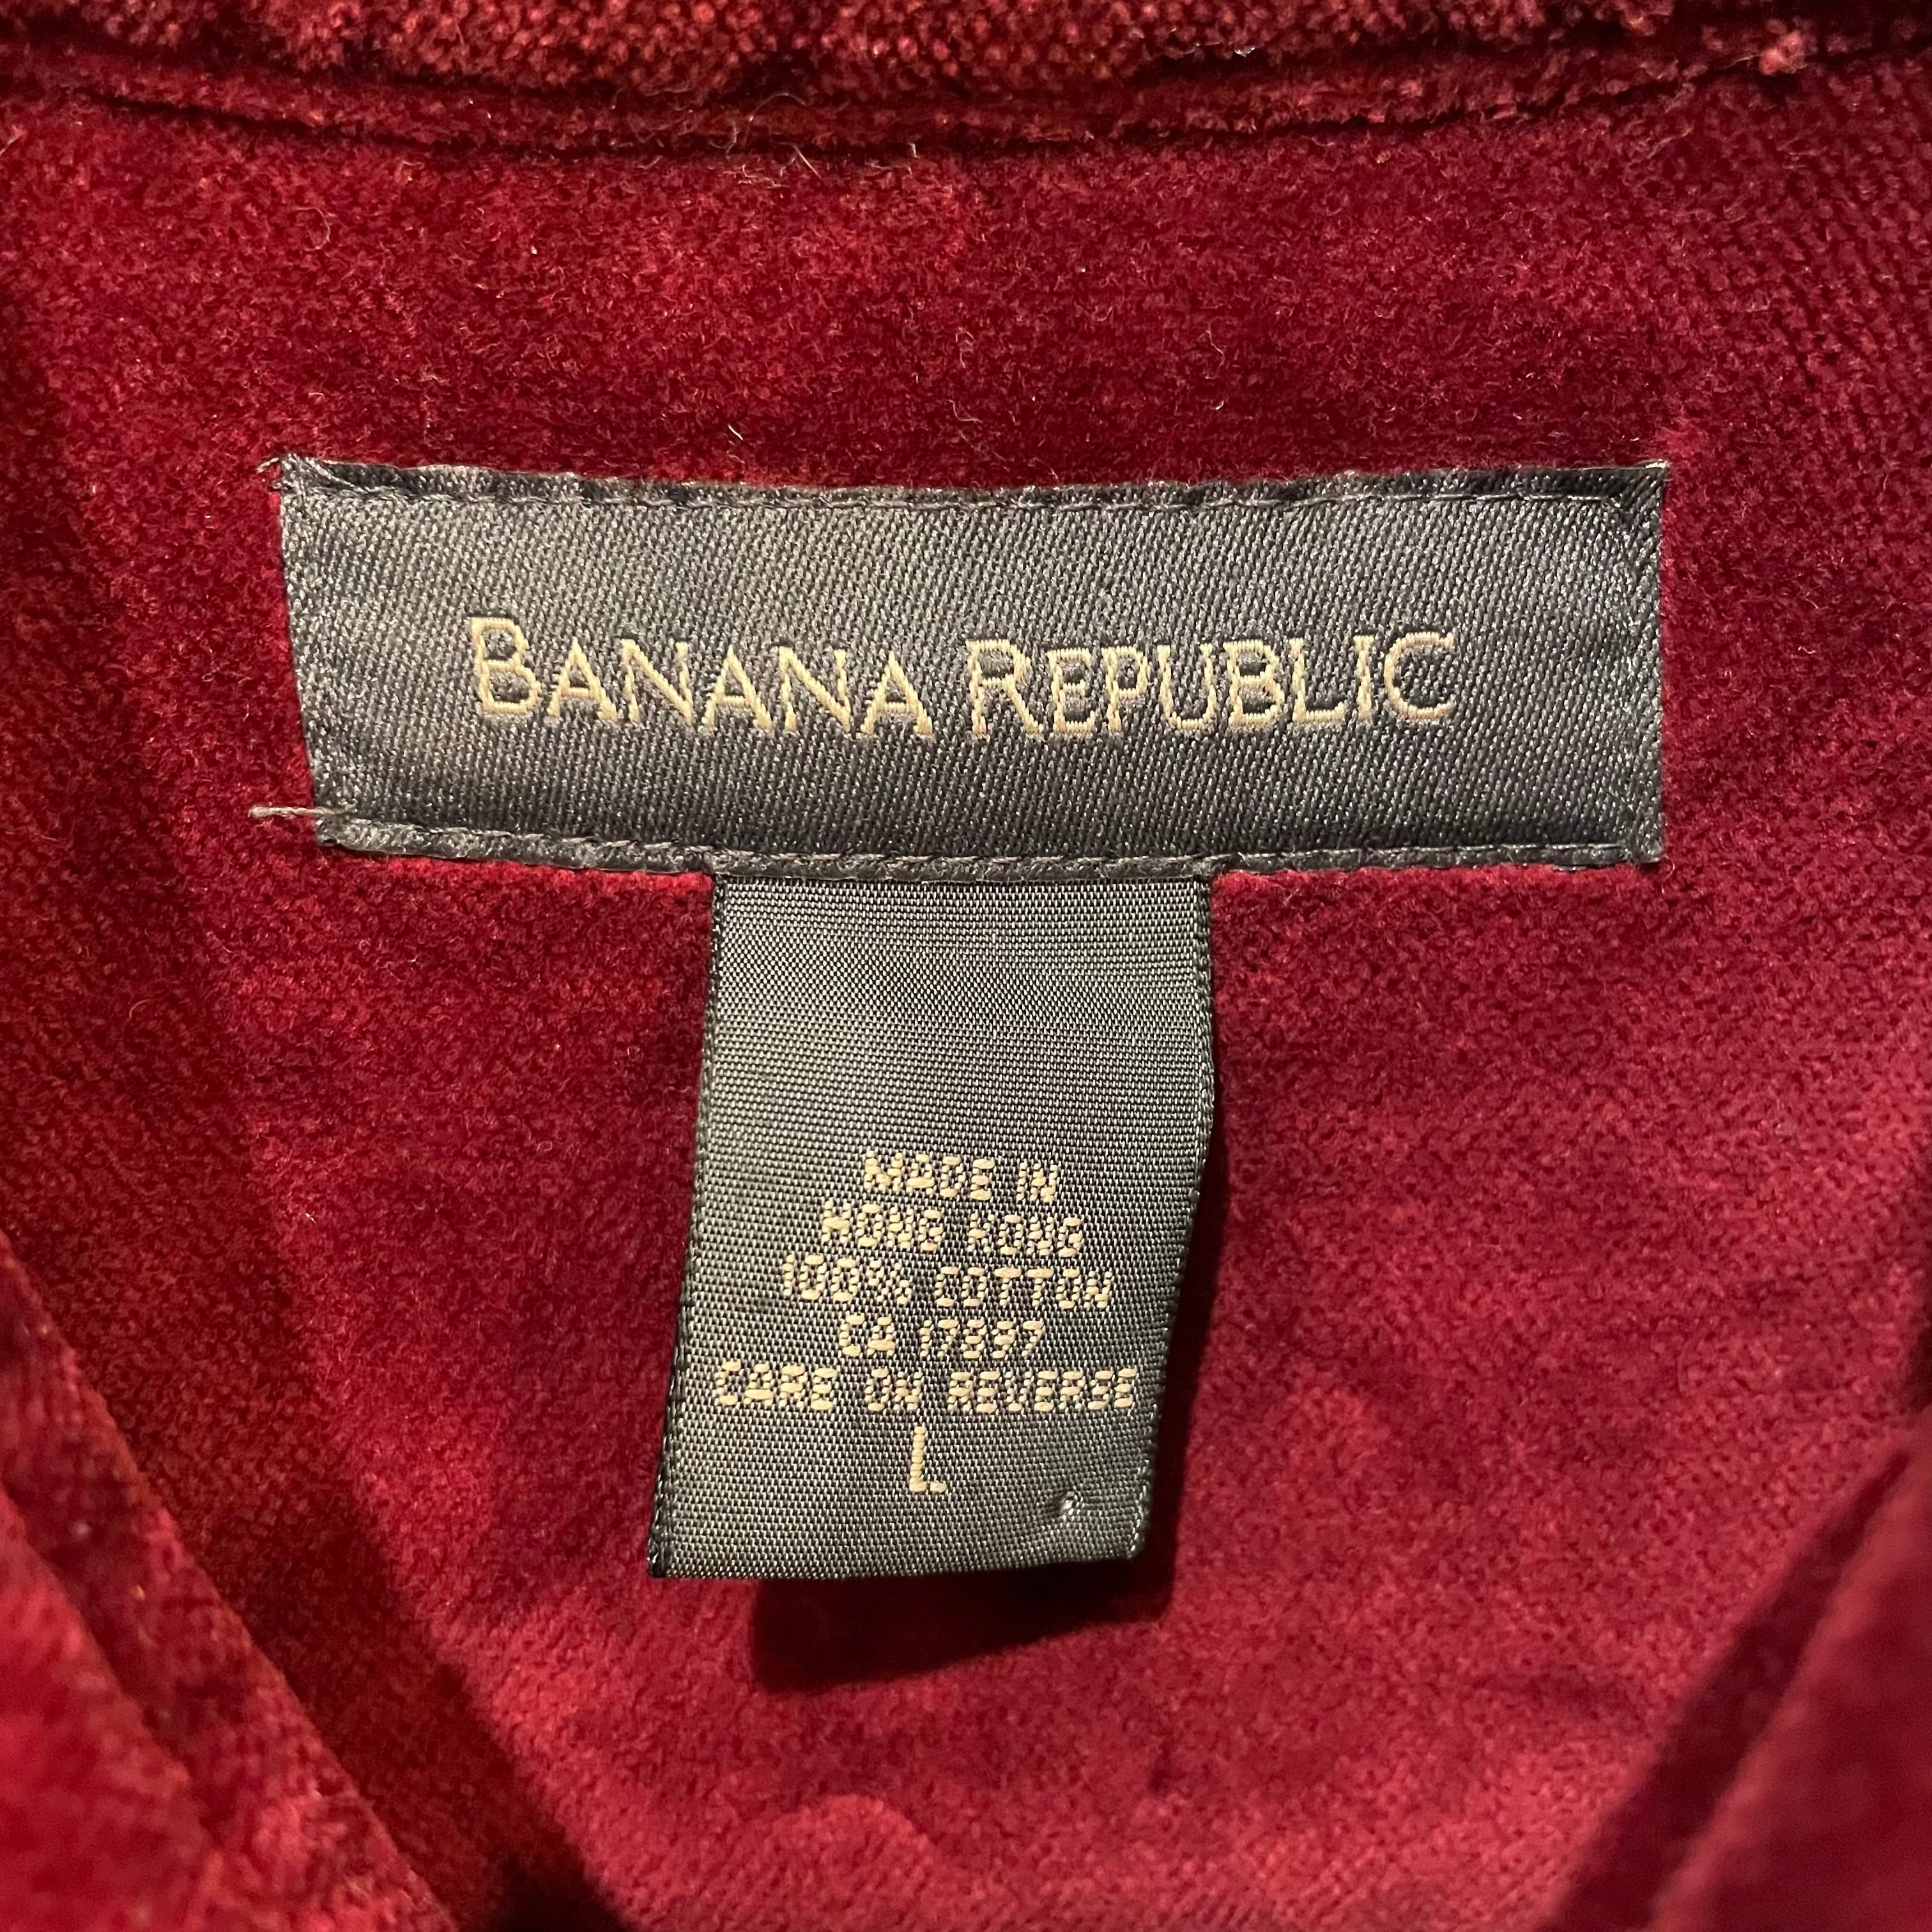 BANANA REPUBLIC
MADE IN
HONG KONG
100% COTTON
CA 17897
CARE ON REVERSE
L